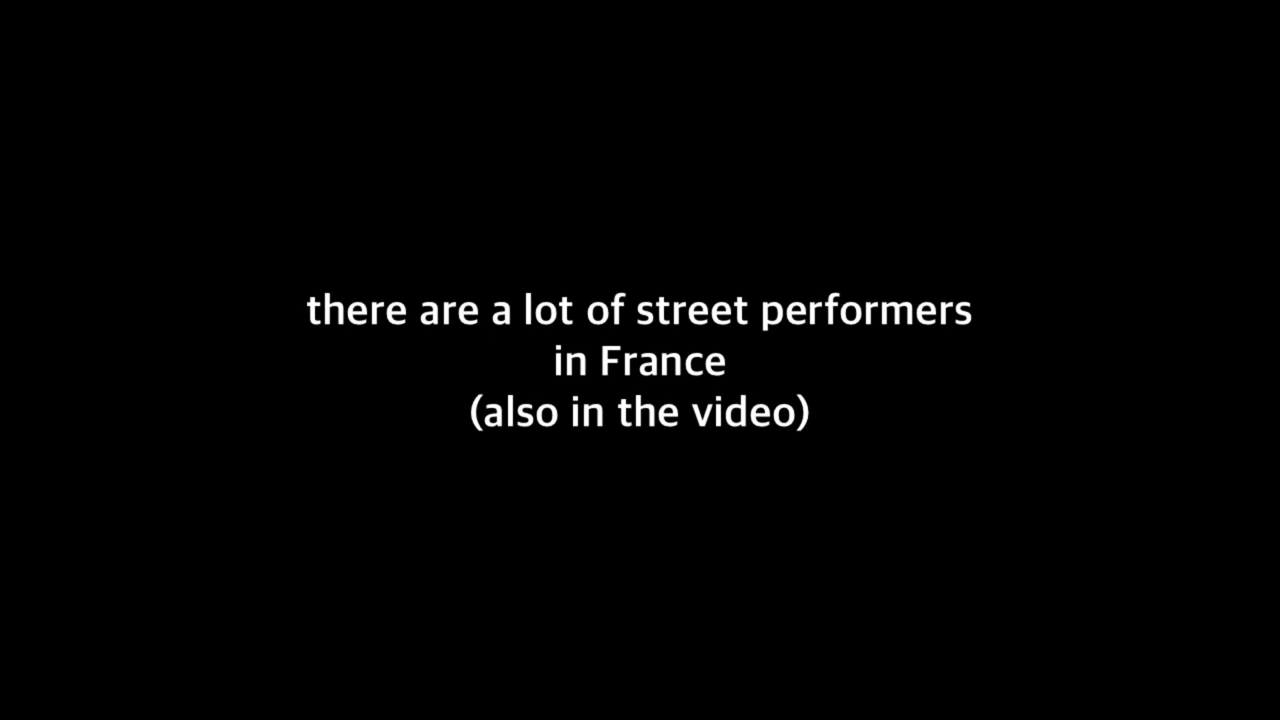 there are a lot of street performers
in France
(also in the video)